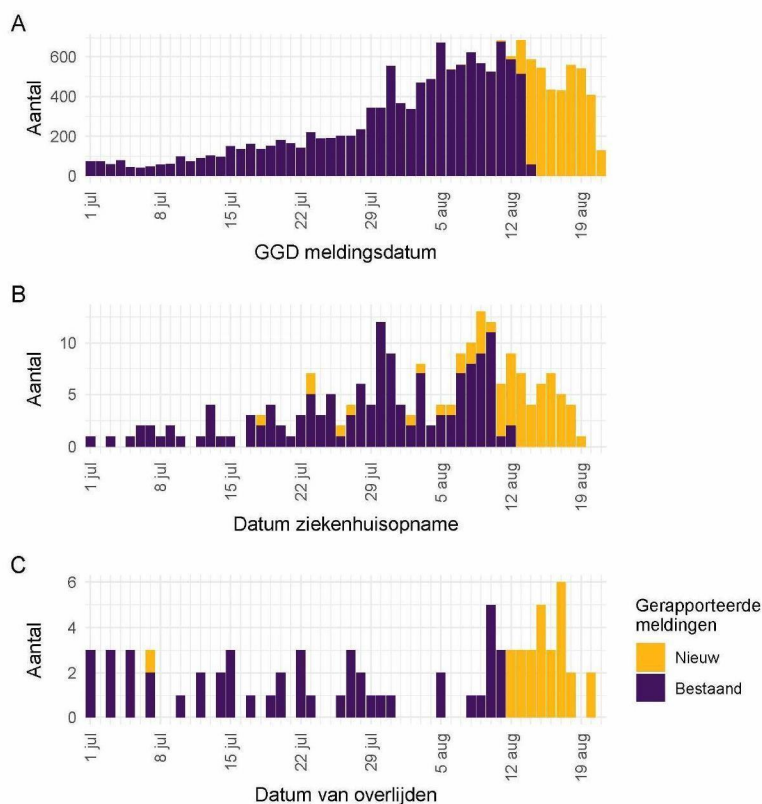 A
Aantal
600
400
200
0
1 jul
8 jul
15 jul
22 jul
29 jul
5 aug
12 aug
19 aug
GGD meldingsdatum
B
Aantal
10
5
0
1 jul
8 jul
15 jul
22 jul
29 jul
5 aug
12 aug
19 aug
Datum ziekenhuisopname
C
Aantal
6
4
2
0
1 jul
8 jul
15 jul
22 jul
29 jul
5 aug
12 aug
19 aug
Datum van overlijden
Gerapporteerde
meldingen
Nieuw
Bestaand